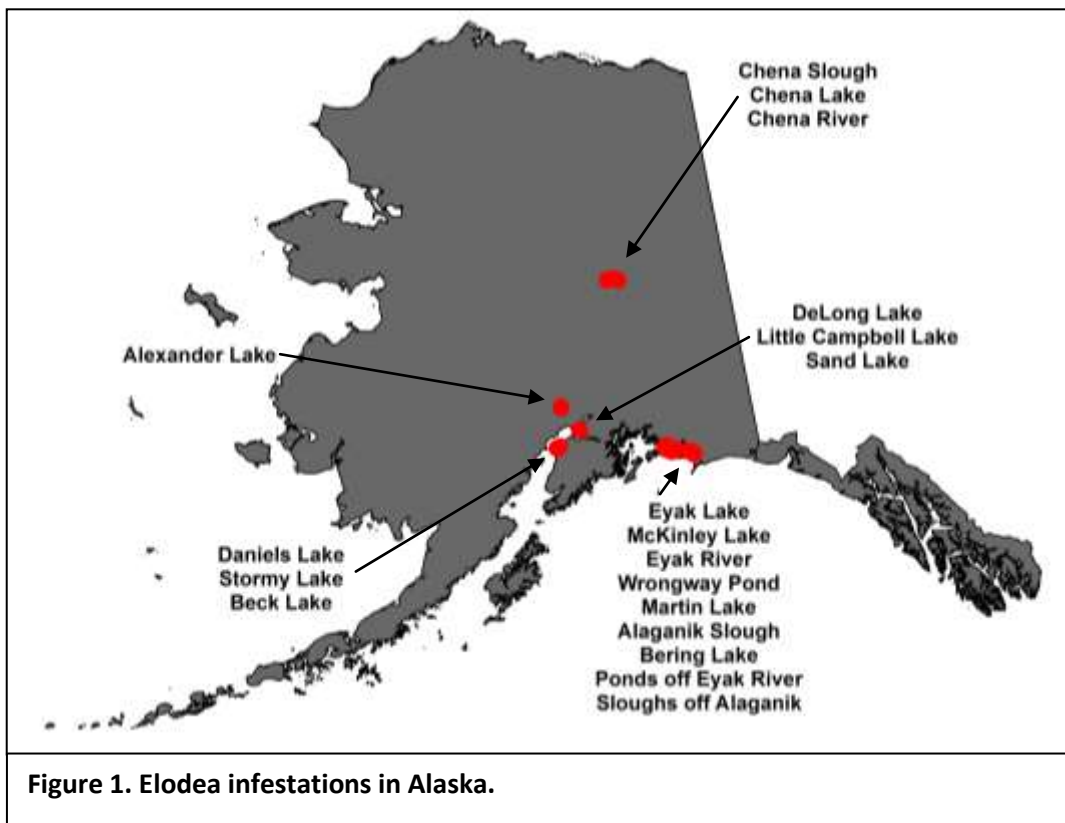 Chena Slough
Chena Lake
Chena River
DeLong Lake
Little Campbell Lake
Sand Lake
Alexander Lake
Daniels Lake
Stormy Lake
Beck Lake
Eyak Lake
McKinley Lake
Eyak River
Wrongway Pond
Martin Lake
Alaganik Slough
Bering Lake
Ponds off Eyak River
Sloughs off Alaganik
Figure 1. Elodea infestations in Alaska.